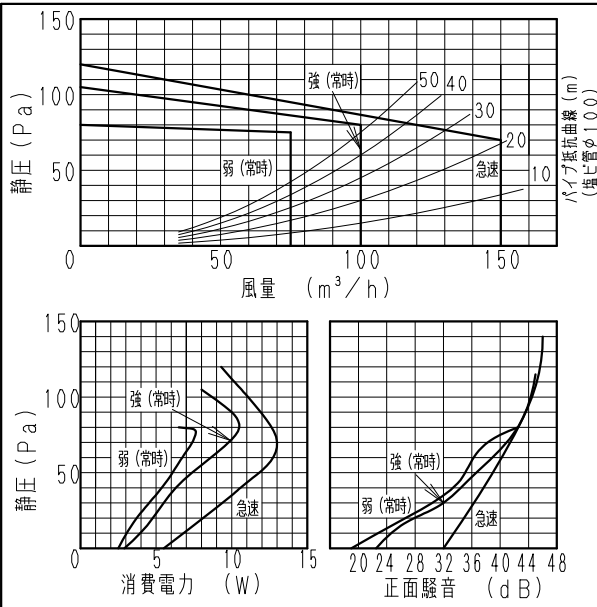 150
100
50
0
静圧 (Pa)
強 (常時)
弱 (常時)
急速
50
40
30
20
10
パイプ抵抗曲線 (m)
(塩ビ管φ100)
50
100
150
風量 (m³/h)
150
100
50
0
静圧 (Pa)
強 (常時)
弱 (常時)
急速
5
10
15
消費電力 (W)
強 (常時)
弱 (常時)
急速
20 24 28 32 36 40 44 48
正面騒音 (dB)